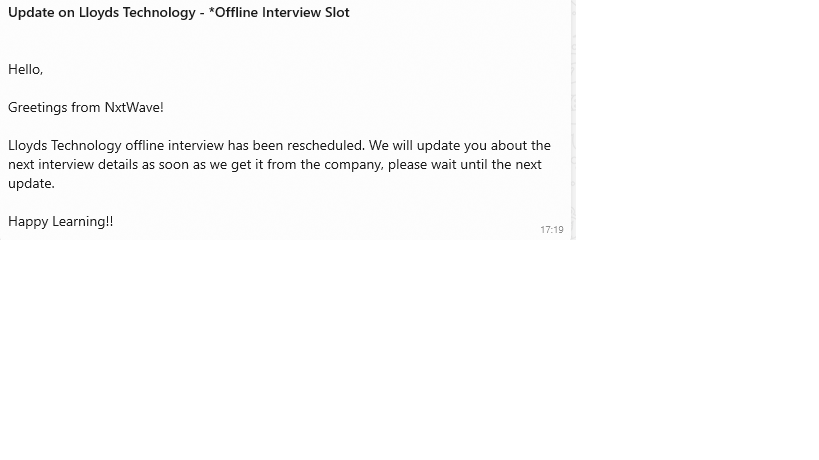 Update on Lloyds Technology - *Offline Interview Slot
Hello,
Greetings from NxtWave!
Lloyds Technology offline interview has been rescheduled. We will update you about the
next interview details as soon as we get it from the company, please wait until the next
update.
Happy Learning!!
17:19